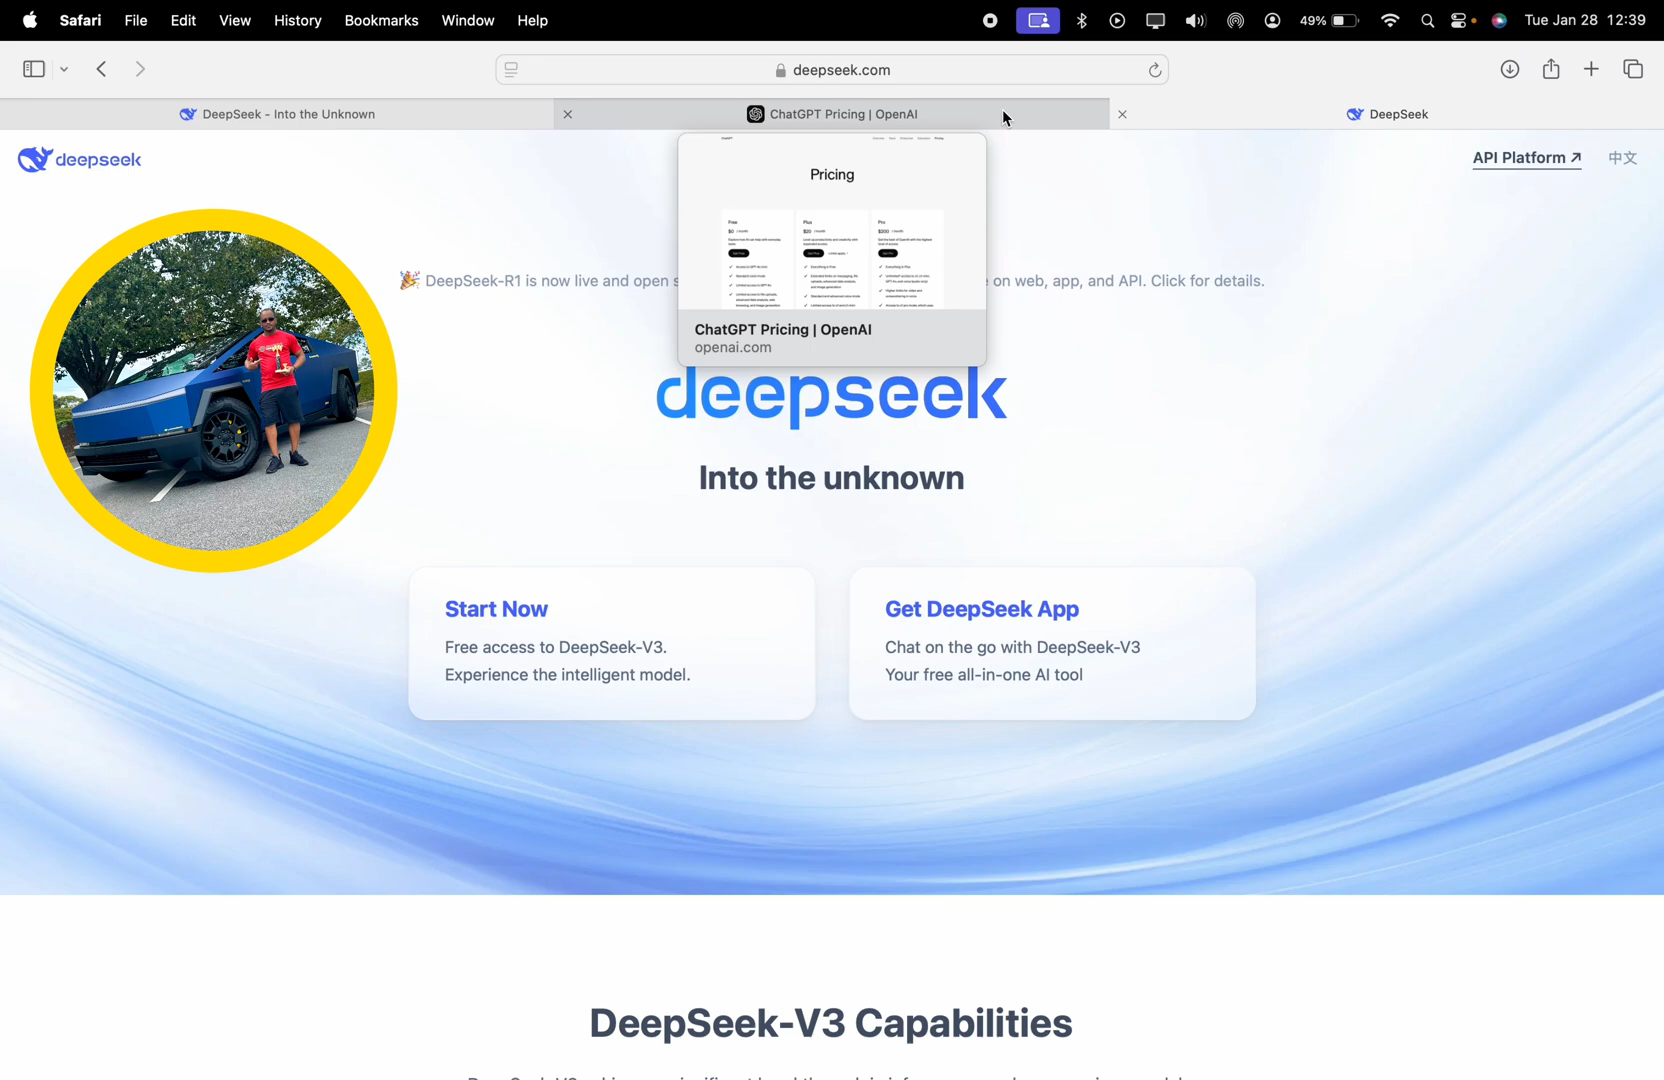 Safari File Edit View History Bookmarks Window Help 49% Tue Jan 28 12:39
deepseek.com
DeepSeek - Into the Unknown
ChatGPT Pricing | OpenAI
DeepSeek
deepseek
API Platform ↗ 中文
Pricing
Free Plus Pro
$0 $20 $200
ChatGPT Pricing | OpenAI
openai.com
🎉 DeepSeek-R1 is now live and open s
on web, app, and API. Click for details.
deepseek
Into the unknown
Start Now
Free access to DeepSeek-V3.
Experience the intelligent model.
Get DeepSeek App
Chat on the go with DeepSeek-V3
Your free all-in-one AI tool
DeepSeek-V3 Capabilities